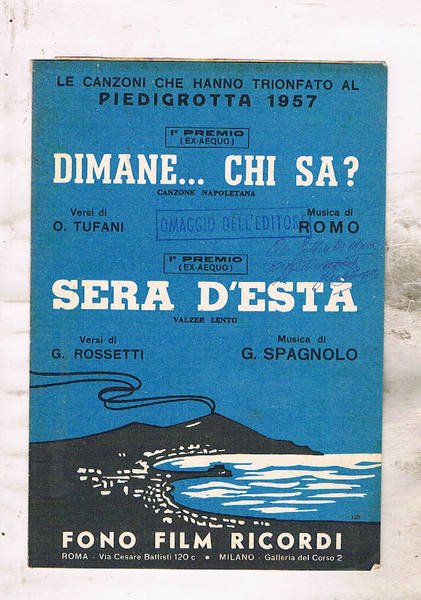 LE CANZONI CHE HANNO TRIONFATO AL
PIEDIGROTTA 1957
I° PREMIO
(EX-AEQUO)
DIMANE... CHI SA?
CANZONE NAPOLETANA
Versi di
O. TUFANI
OMAGGIO DELL'EDITORE
Musica di
ROMO
I° PREMIO
(EX-AEQUO)
SERA D'ESTA
VALZER LENTO
Versi di
G. ROSSETTI
Musica di
G. SPAGNOLO
FONO FILM RICORDI
ROMA - Via Cesare Battisti 120 c • MILANO - Galleria del Corso 2